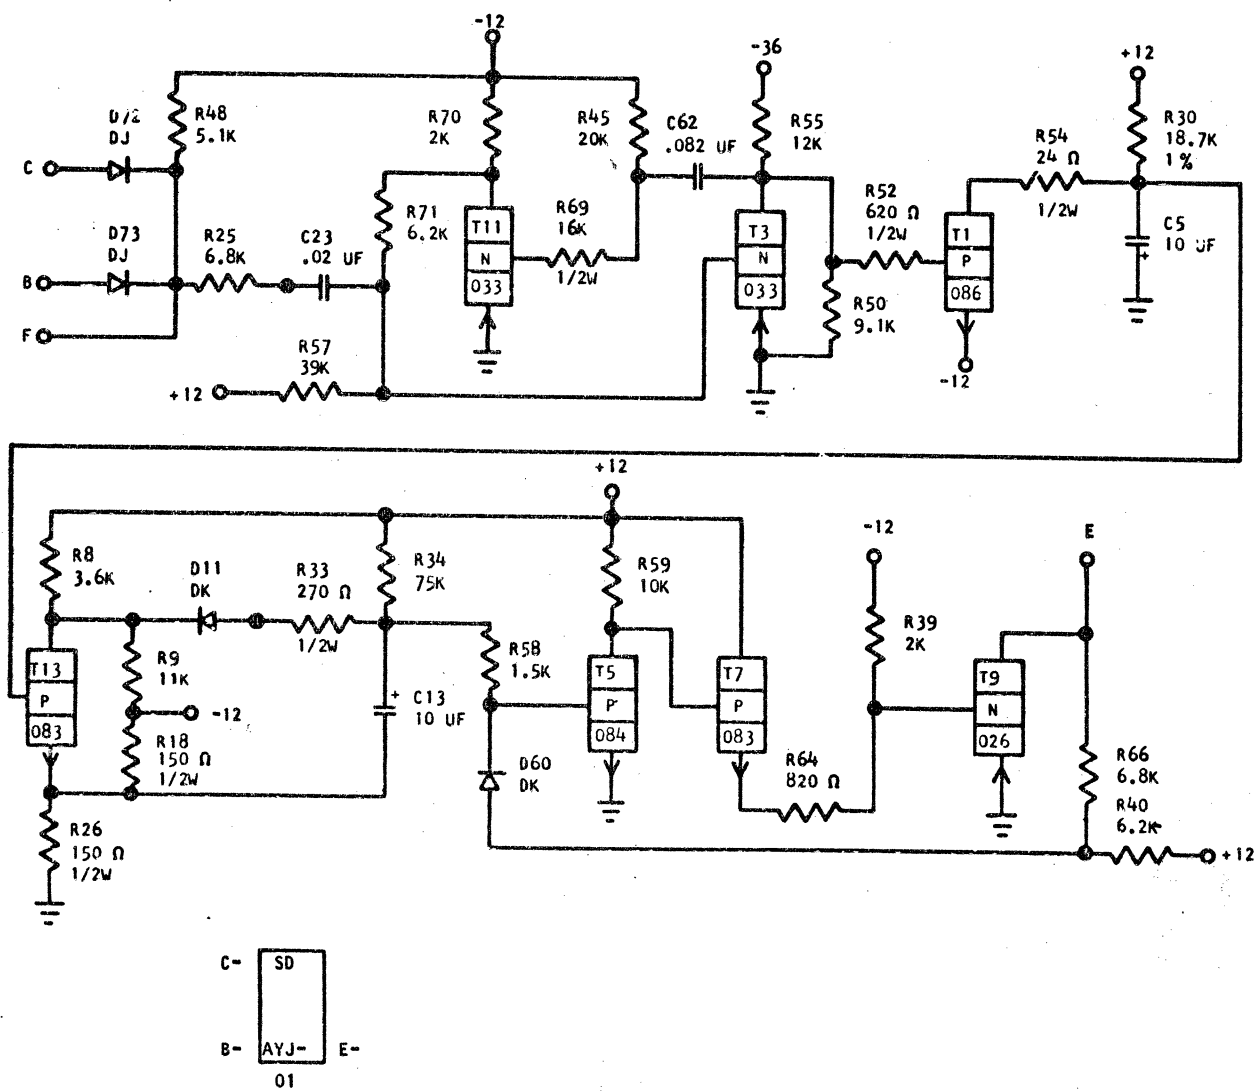 -12
-36
+12
D72
DJ
R48
5.1K
R70
2K
R45
20K
C62
.082 UF
R55
12K
R54
24 Ω
1/2W
R30
18.7K
1%
C
R71
6.2K
T11
N
033
R69
16K
1/2W
T3
N
033
R52
620 Ω
1/2W
T1
P
086
C5
10 UF
+
D73
DJ
R25
6.8K
C23
.02 UF
B
F
R57
39K
+12
R50
9.1K
-12
+12
R8
3.6K
D11
DK
R33
270 Ω
1/2W
R34
75K
R59
10K
-12
E
R39
2K
T13
P
083
R9
11K
-12
R18
150 Ω
1/2W
+
C13
10 UF
R58
1.5K
T5
P
084
T7
P
083
T9
N
026
D60
DK
R64
820 Ω
R66
6.8K
R40
6.2K
+12
R26
150 Ω
1/2W
C-
SD
B-
AYJ-
E-
01